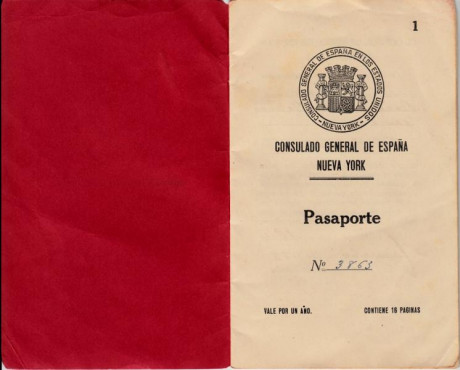 1
CONSULADO GENERAL DE ESPAÑA EN LOS ESTADOS UNIDOS
- NUEVA YORK -
CONSULADO GENERAL DE ESPAÑA
NUEVA YORK
Pasaporte
Nº 3863
VALE POR UN AÑO. CONTIENE 16 PAGINAS